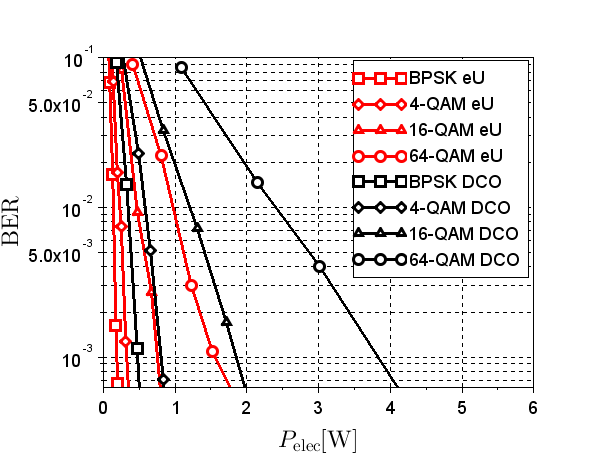 10^-1
5.0x10^-2
10^-2
5.0x10^-3
10^-3
BER
BPSK eU
4-QAM eU
16-QAM eU
64-QAM eU
BPSK DCO
4-QAM DCO
16-QAM DCO
64-QAM DCO
0 1 2 3 4 5 6
P_elec[W]